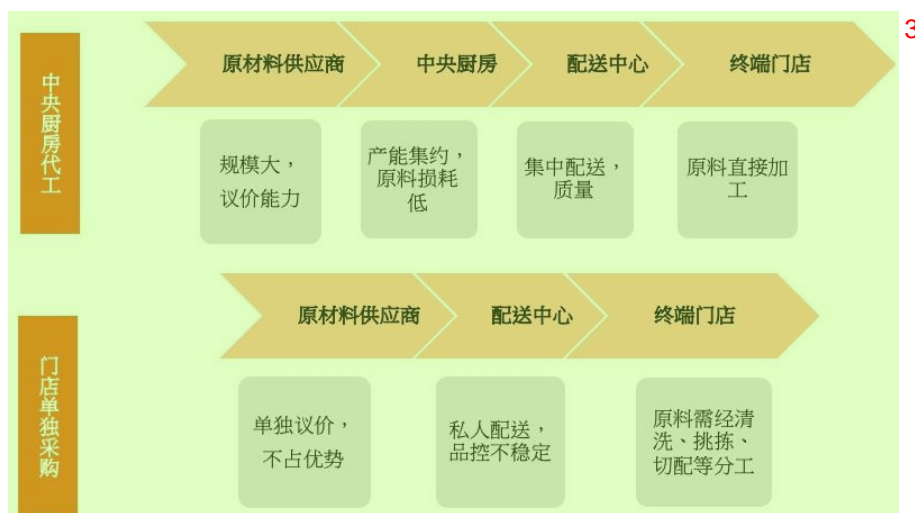 3
中央厨房代工
原材料供应商
中央厨房
配送中心
终端门店
规模大，
议价能力
产能集约，
原料损耗
低
集中配送，
质量
原料直接加
工
门店单独采购
原材料供应商
配送中心
终端门店
单独议价，
不占优势
私人配送，
品控不稳定
原料需经清
洗、挑拣、
切配等分工